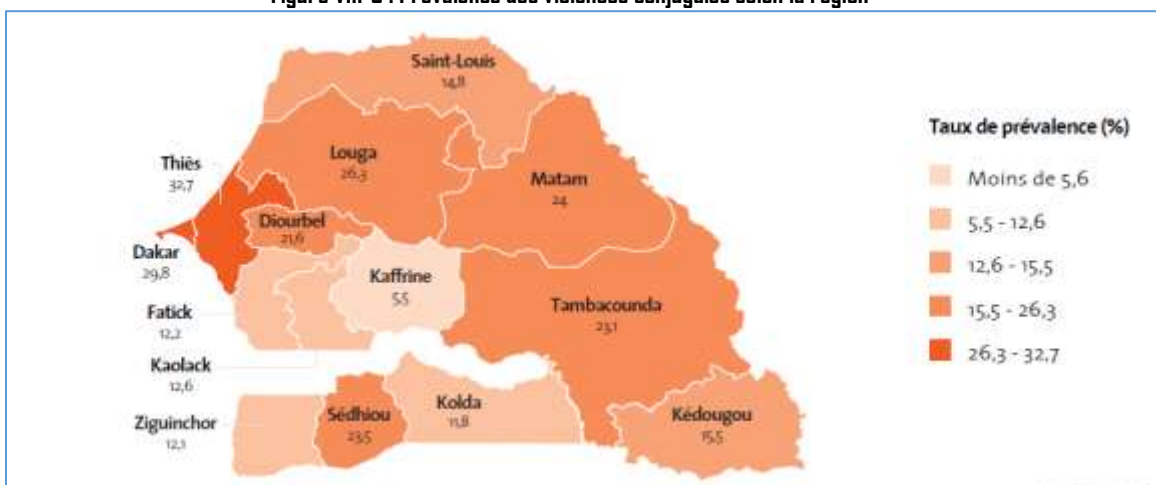 Saint-Louis
14,8
Thiès
32,7
Louga
26,3
Matam
24
Diourbel
21,6
Dakar
29,8
Kaffrine
5,5
Tambacounda
23,1
Fatick
12,2
Kaolack
12,6
Ziguinchor
12,1
Sédhiou
23,5
Kolda
11,8
Kédougou
15,5
Taux de prévalence (%)
Moins de 5,6
5,5 - 12,6
12,6 - 15,5
15,5 - 26,3
26,3 - 32,7